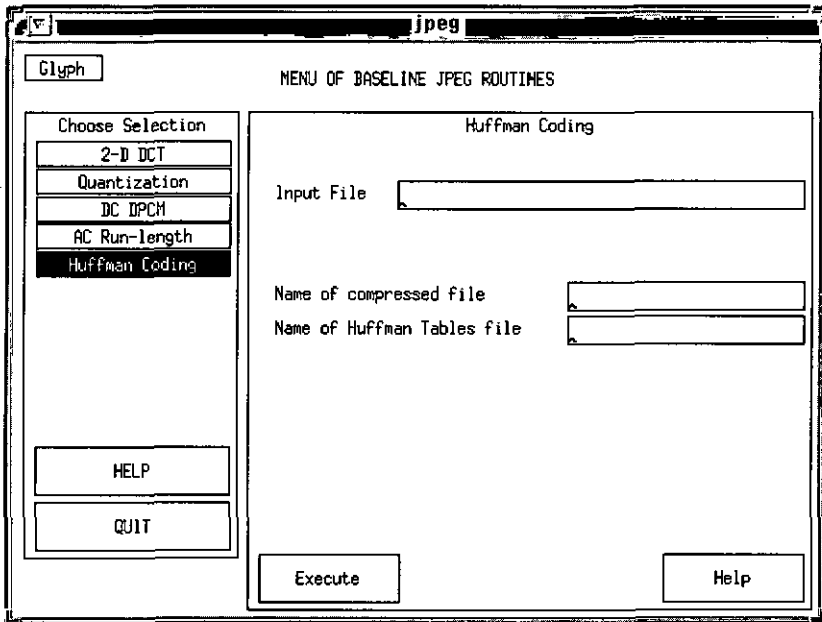 jpeg
Glyph
MENU OF BASELINE JPEG ROUTINES
Choose Selection
2-D DCT
Quantization
DC DPCM
AC Run-length
Huffman Coding
HELP
QUIT
Huffman Coding
Input File
Name of compressed file
Name of Huffman Tables file
Execute
Help